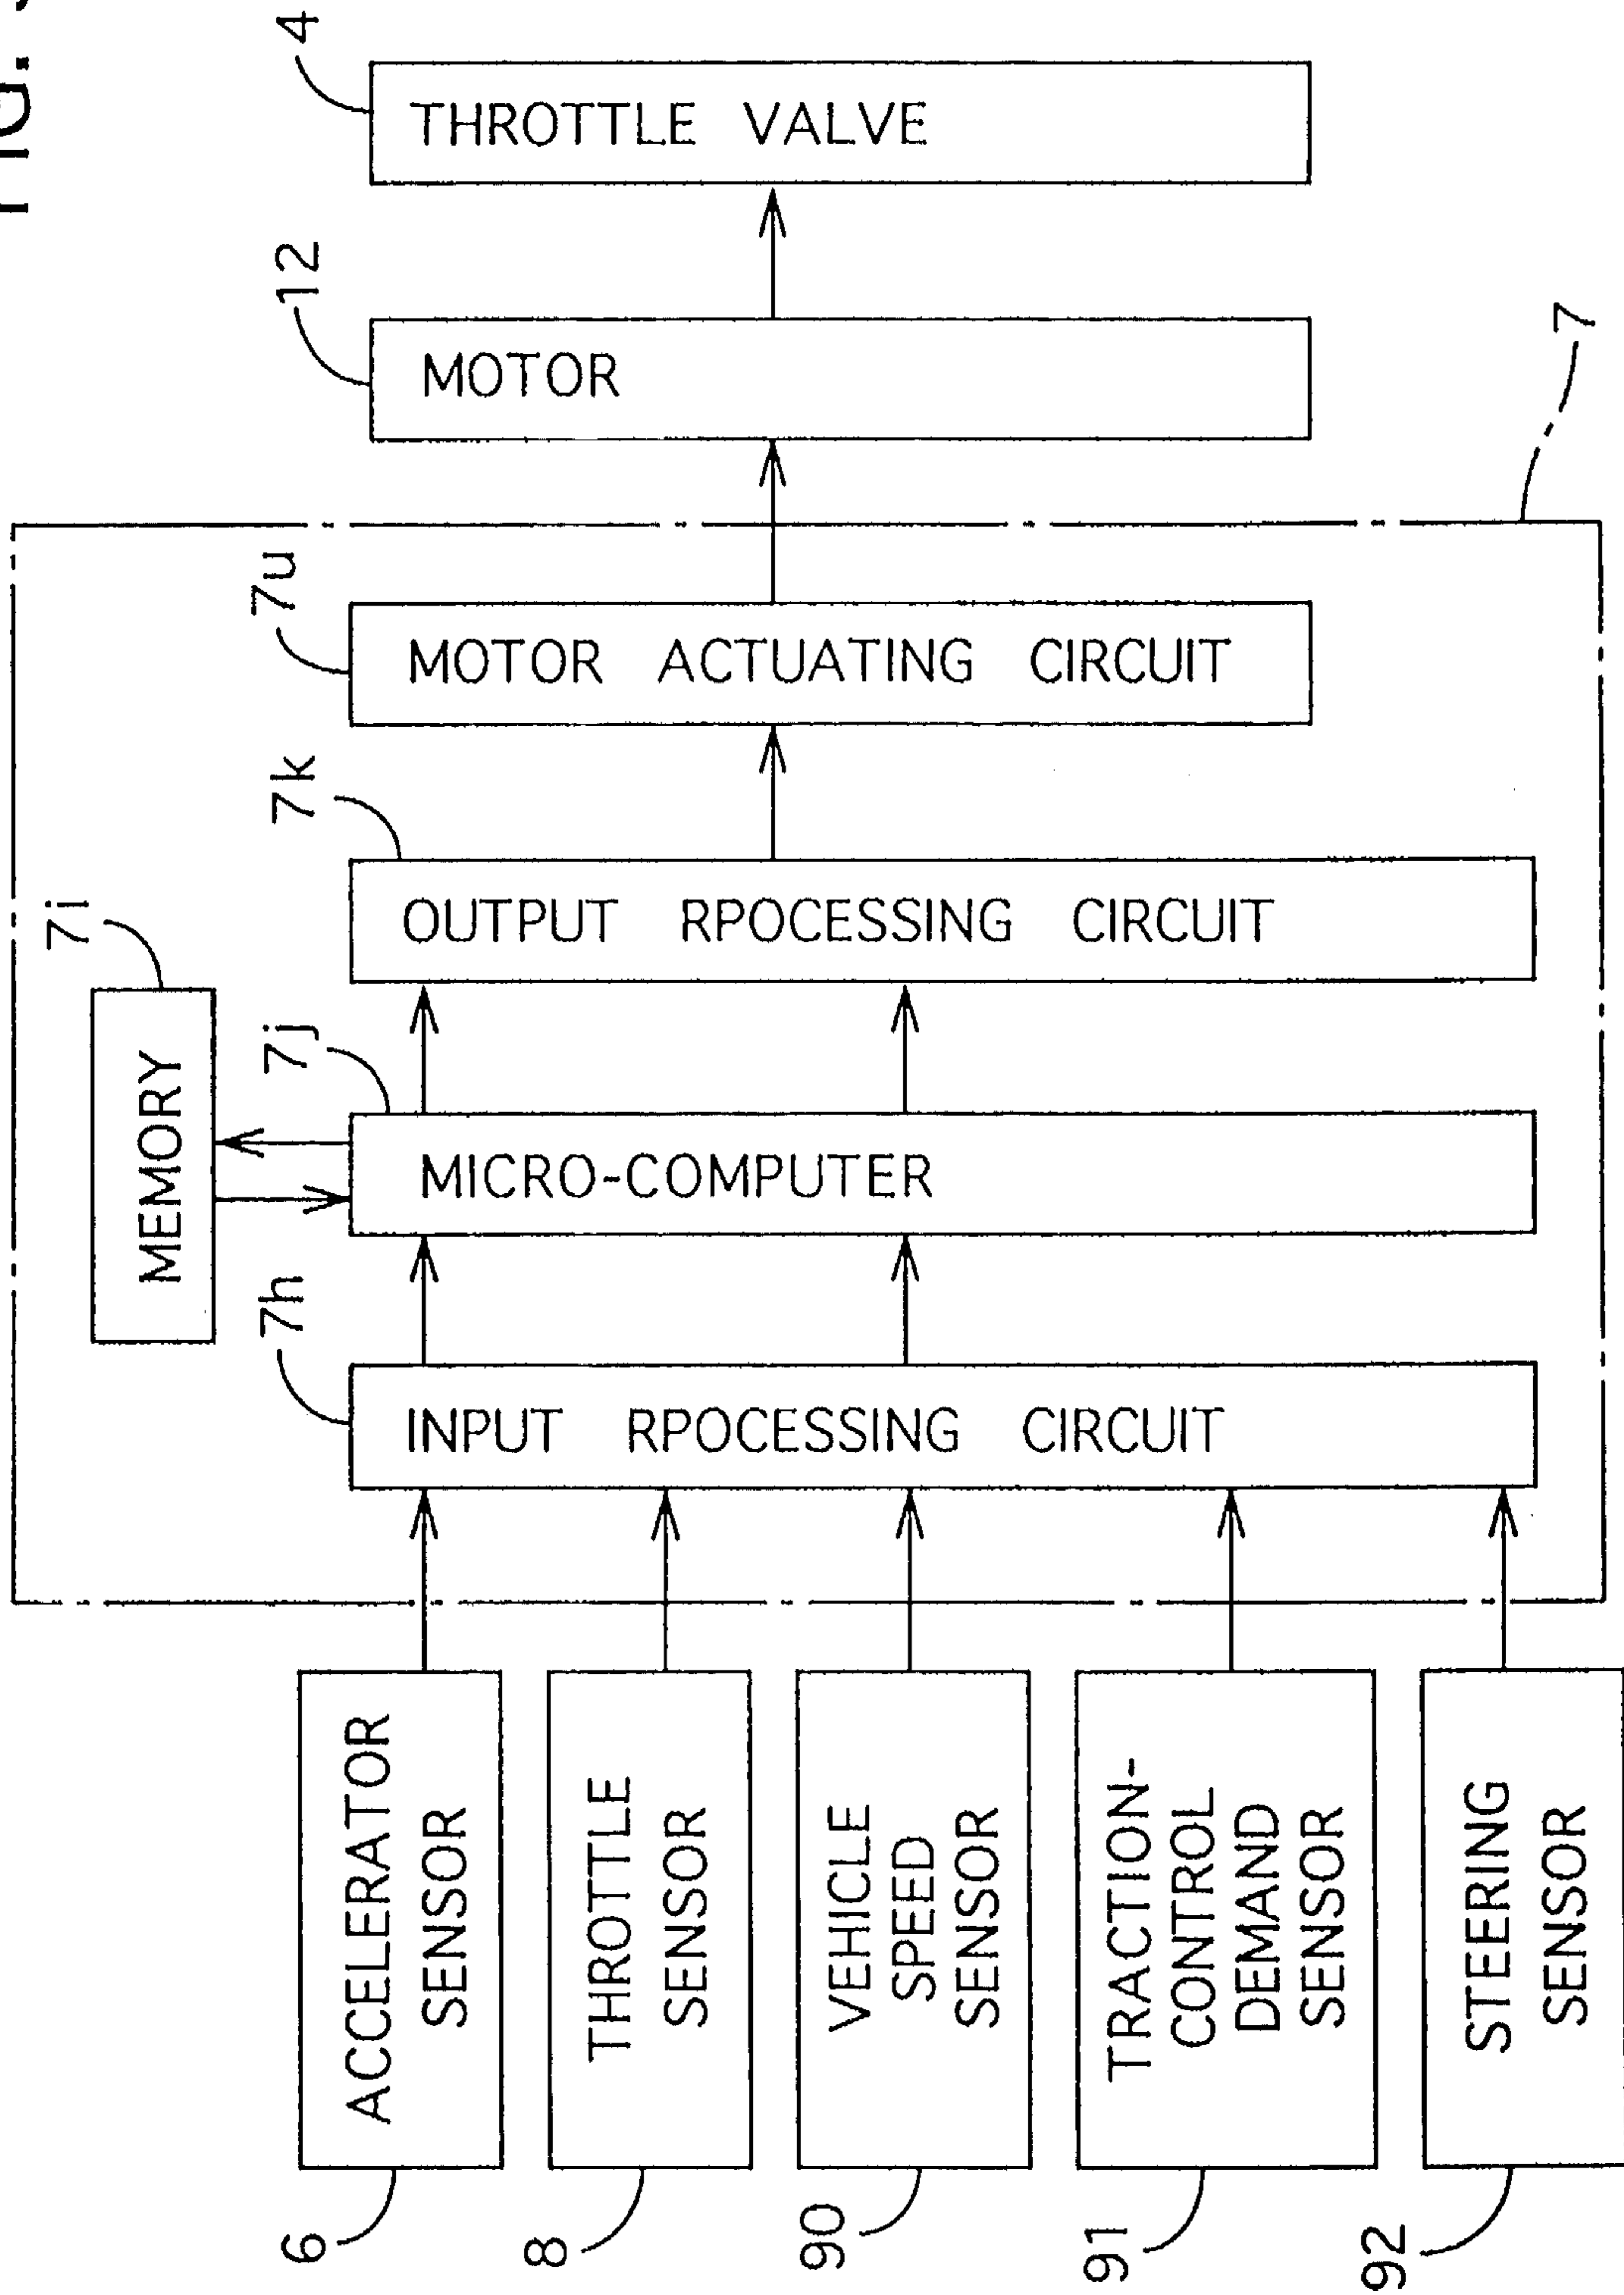 FIG.
7
7i
MEMORY
7h
7j
7k
7u
12
4
6
ACCELERATOR
SENSOR
8
THROTTLE
SENSOR
90
VEHICLE
SPEED
SENSOR
91
TRACTION-
CONTROL
DEMAND
SENSOR
92
STEERING
SENSOR
INPUT RPOCESSING CIRCUIT
MICRO-COMPUTER
OUTPUT RPOCESSING CIRCUIT
MOTOR ACTUATING CIRCUIT
MOTOR
THROTTLE VALVE